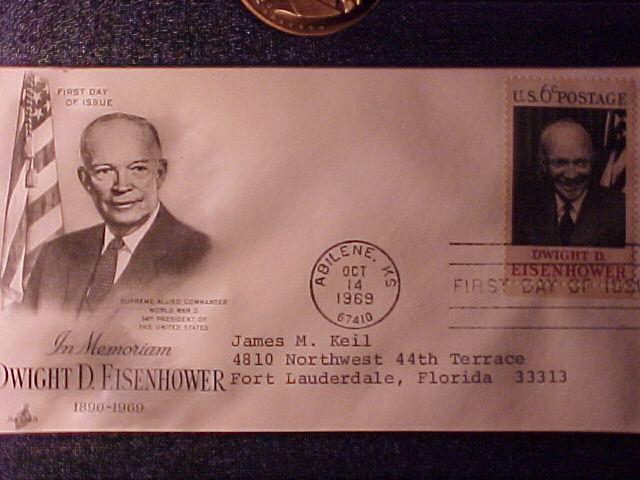 FIRST DAY
OF ISSUE
U.S. 6c POSTAGE
DWIGHT D.
EISENHOWER
FIRST DAY OF ISSU
ABILENE, KS
OCT
14
1969
67410
SUPREME ALLIED COMMANDER
WORLD WAR II
34th PRESIDENT OF
THE UNITED STATES
In Memoriam
DWIGHT D. EISENHOWER
1890-1969
James M. Keil
4810 Northwest 44th Terrace
Fort Lauderdale, Florida 33313